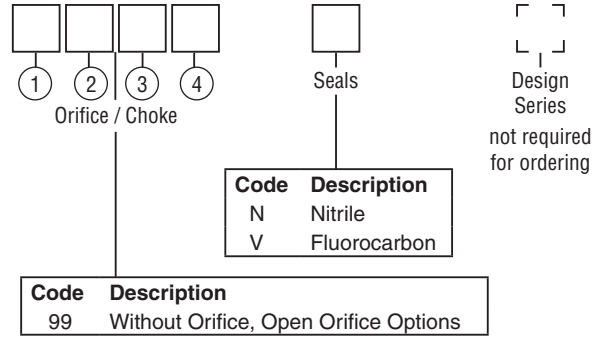 1 2 3 4
Orifice / Choke
Seals
Design
Series
not required
for ordering
Code Description
N Nitrile
V Fluorocarbon
Code Description
99 Without Orifice, Open Orifice Options